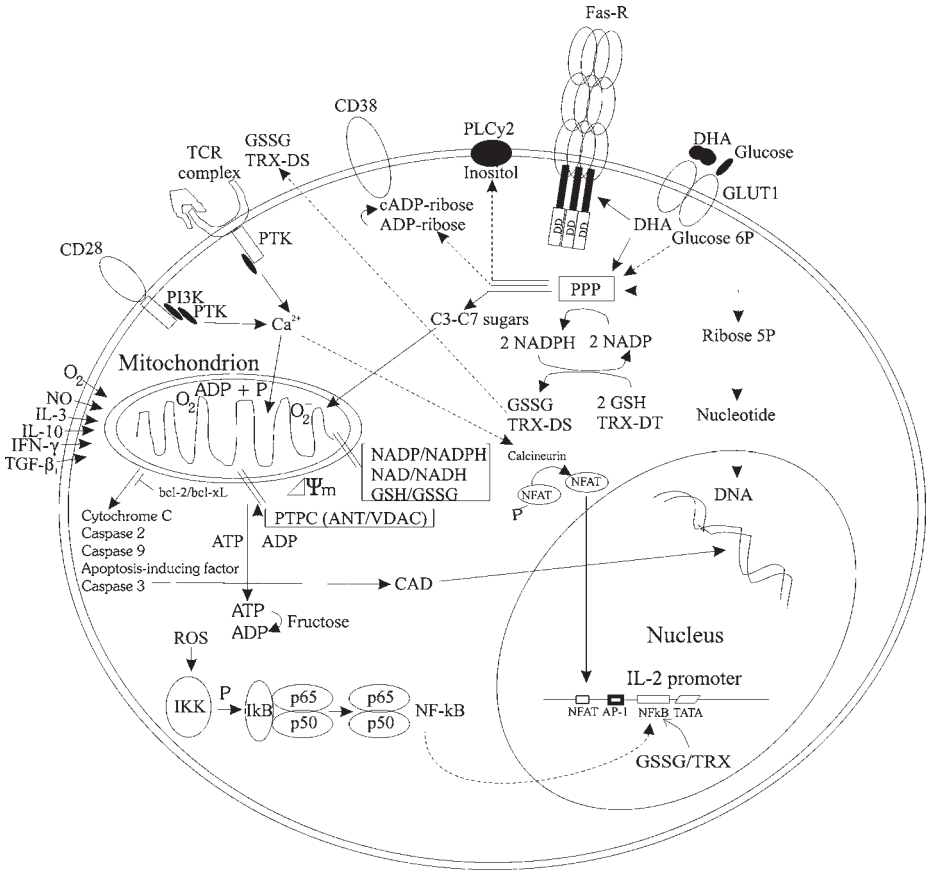 Fas-R
CD38
PLCy2
Inositol
DHA
Glucose
GLUT1
GSSG
TRX-DS
TCR
complex
cADP-ribose
ADP-ribose
DD
DD
DD
DHA
Glucose 6P
PTK
CD28
PI3K
PTK
Ca2+
PPP
C3-C7 sugars
2 NADPH
2 NADP
Ribose 5P
Mitochondrion
O2
NO
IL-3
IL-10
IFN-γ
TGF-β1
ADP + P
O2
O2-
GSSG
TRX-DS
2 GSH
TRX-DT
Nucleotide
NADP/NADPH
NAD/NADH
GSH/GSSG
Calcineurin
NFAT
P
NFAT
DNA
bcl-2/bcl-xL
Ψm
PTPC (ANT/VDAC)
Cytochrome C
Caspase 2
Caspase 9
Apoptosis-inducing factor
Caspase 3
ATP
ADP
CAD
ATP
ADP
Fructose
Nucleus
ROS
IKK
P
IkB
p65
p50
p65
p50
NF-kB
IL-2 promoter
NFAT
AP-1
NFkB
TATA
GSSG/TRX